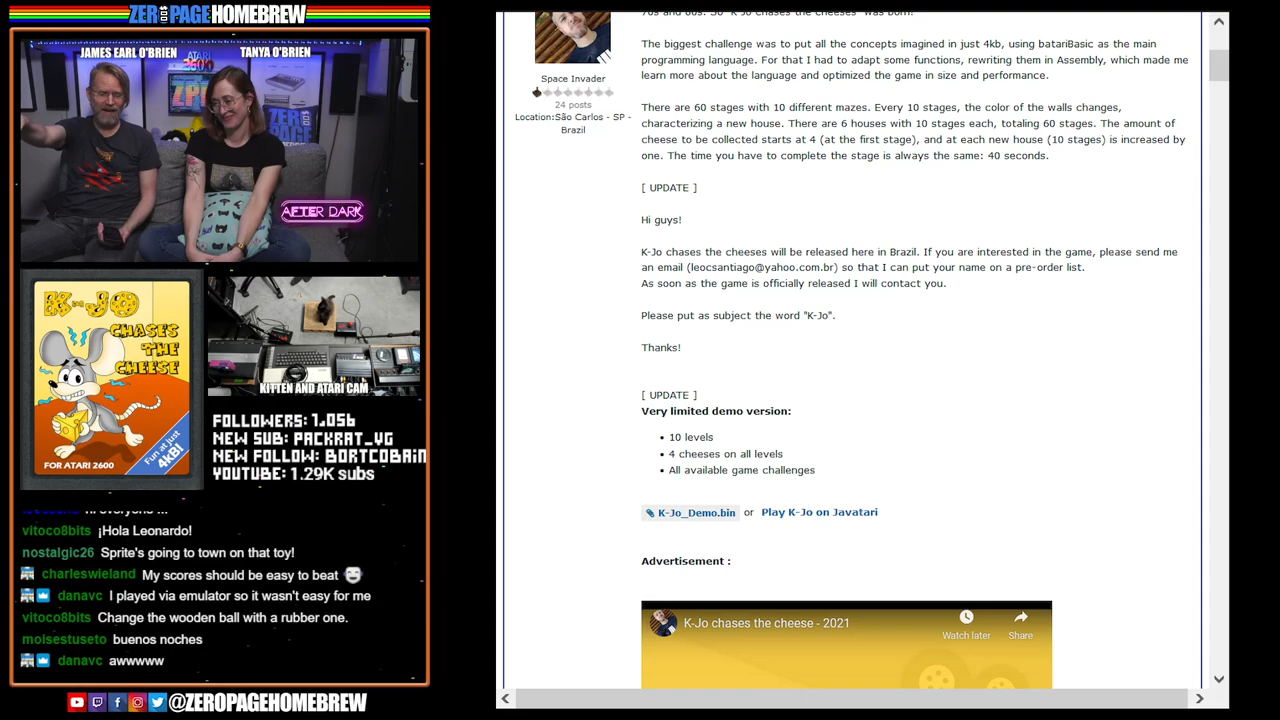 ZERO PAGE HOMEBREW
JAMES EARL O'BRIEN
TANYA O'BRIEN
AFTER DARK
K-JO
CHASES
THE
CHEESE
Fun at just
4kB!
FOR ATARI 2600
KITTEN AND ATARI CAM
FOLLOWERS: 1,056
NEW SUB: PACKRAT_VG
NEW FOLLOW: BORTCOBAIN
YOUTUBE: 1.29K subs
vitoco8bits ¡Hola Leonardo!
nostalgic26 Sprite's going to town on that toy!
charleswieland My scores should be easy to beat
danavc I played via emulator so it wasn't easy for me
vitoco8bits Change the wooden ball with a rubber one.
moisestuseto buenos noches
danavc awwwww
@ZEROPAGEHOMEBREW
Space Invader
24 posts
Location:São Carlos - SP -
Brazil
70s and 80s. So "K-Jo chases the cheeses" was born!
The biggest challenge was to put all the concepts imagined in just 4kb, using batariBasic as the main
programming language. For that I had to adapt some functions, rewriting them in Assembly, which made me
learn more about the language and optimized the game in size and performance.
There are 60 stages with 10 different mazes. Every 10 stages, the color of the walls changes,
characterizing a new house. There are 6 houses with 10 stages each, totaling 60 stages. The amount of
cheese to be collected starts at 4 (at the first stage), and at each new house (10 stages) is increased by
one. The time you have to complete the stage is always the same: 40 seconds.
[ UPDATE ]
Hi guys!
K-Jo chases the cheeses will be released here in Brazil. If you are interested in the game, please send me
an email (leocsantiago@yahoo.com.br) so that I can put your name on a pre-order list.
As soon as the game is officially released I will contact you.
Please put as subject the word "K-Jo".
Thanks!
[ UPDATE ]
Very limited demo version:
• 10 levels
• 4 cheeses on all levels
• All available game challenges
K-Jo_Demo.bin or Play K-Jo on Javatari
Advertisement :
K-Jo chases the cheese - 2021
Watch later
Share